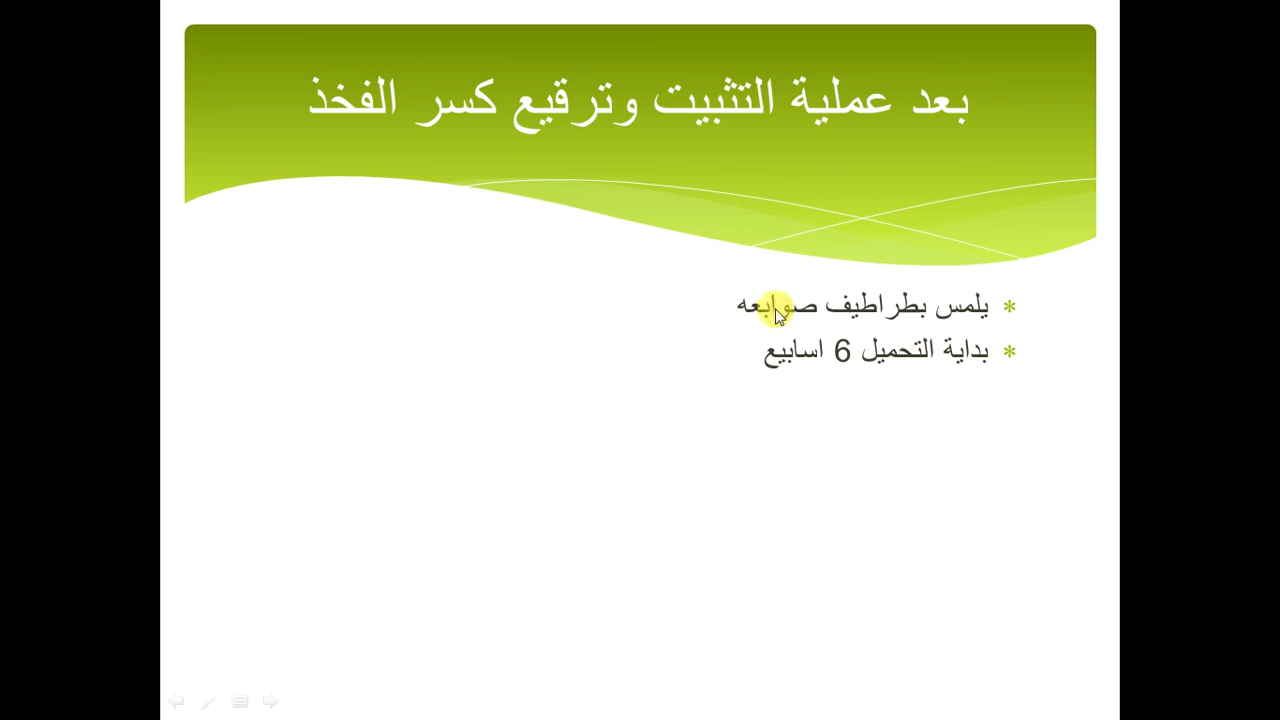 بعد عملية التثبيت وترقيع كسر الفخذ
يلمس بطراطيف صوابعه
بداية التحميل 6 اسابيع